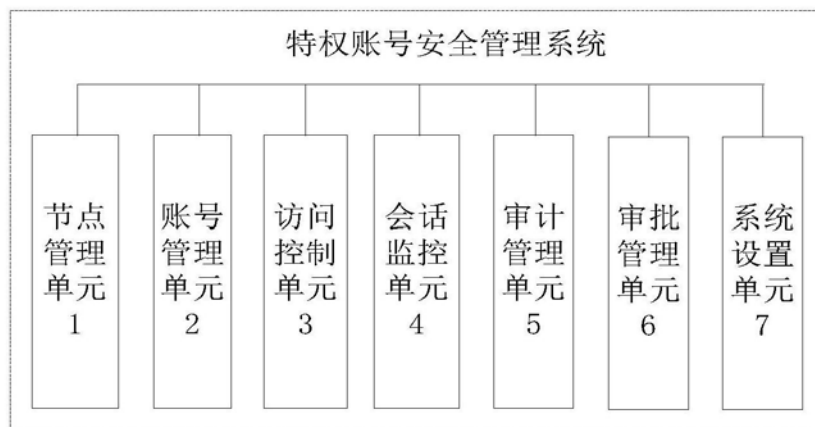 特权账号安全管理系统
节点
管理
单元
1
账号
管理
单元
2
访问
控制
单元
3
会话
监控
单元
4
审计
管理
单元
5
审批
管理
单元
6
系统
设置
单元
7